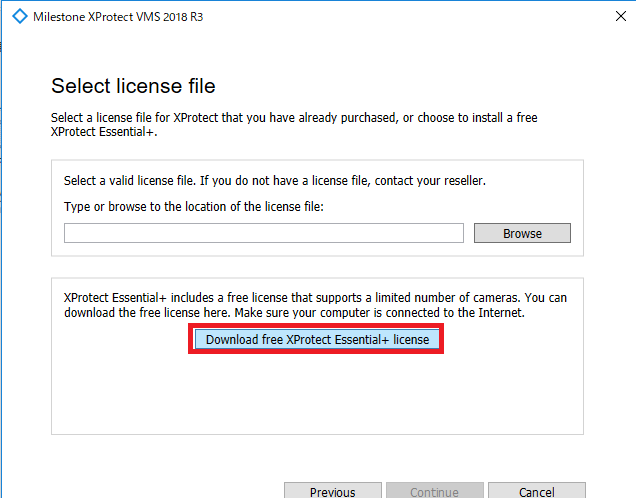 Milestone XProtect VMS 2018 R3
Select license file
Select a license file for XProtect that you have already purchased, or choose to install a free
XProtect Essential+.
Select a valid license file. If you do not have a license file, contact your reseller.
Type or browse to the location of the license file:
Browse
XProtect Essential+ includes a free license that supports a limited number of cameras. You can
download the free license here. Make sure your computer is connected to the Internet.
Download free XProtect Essential+ license
Previous Continue Cancel